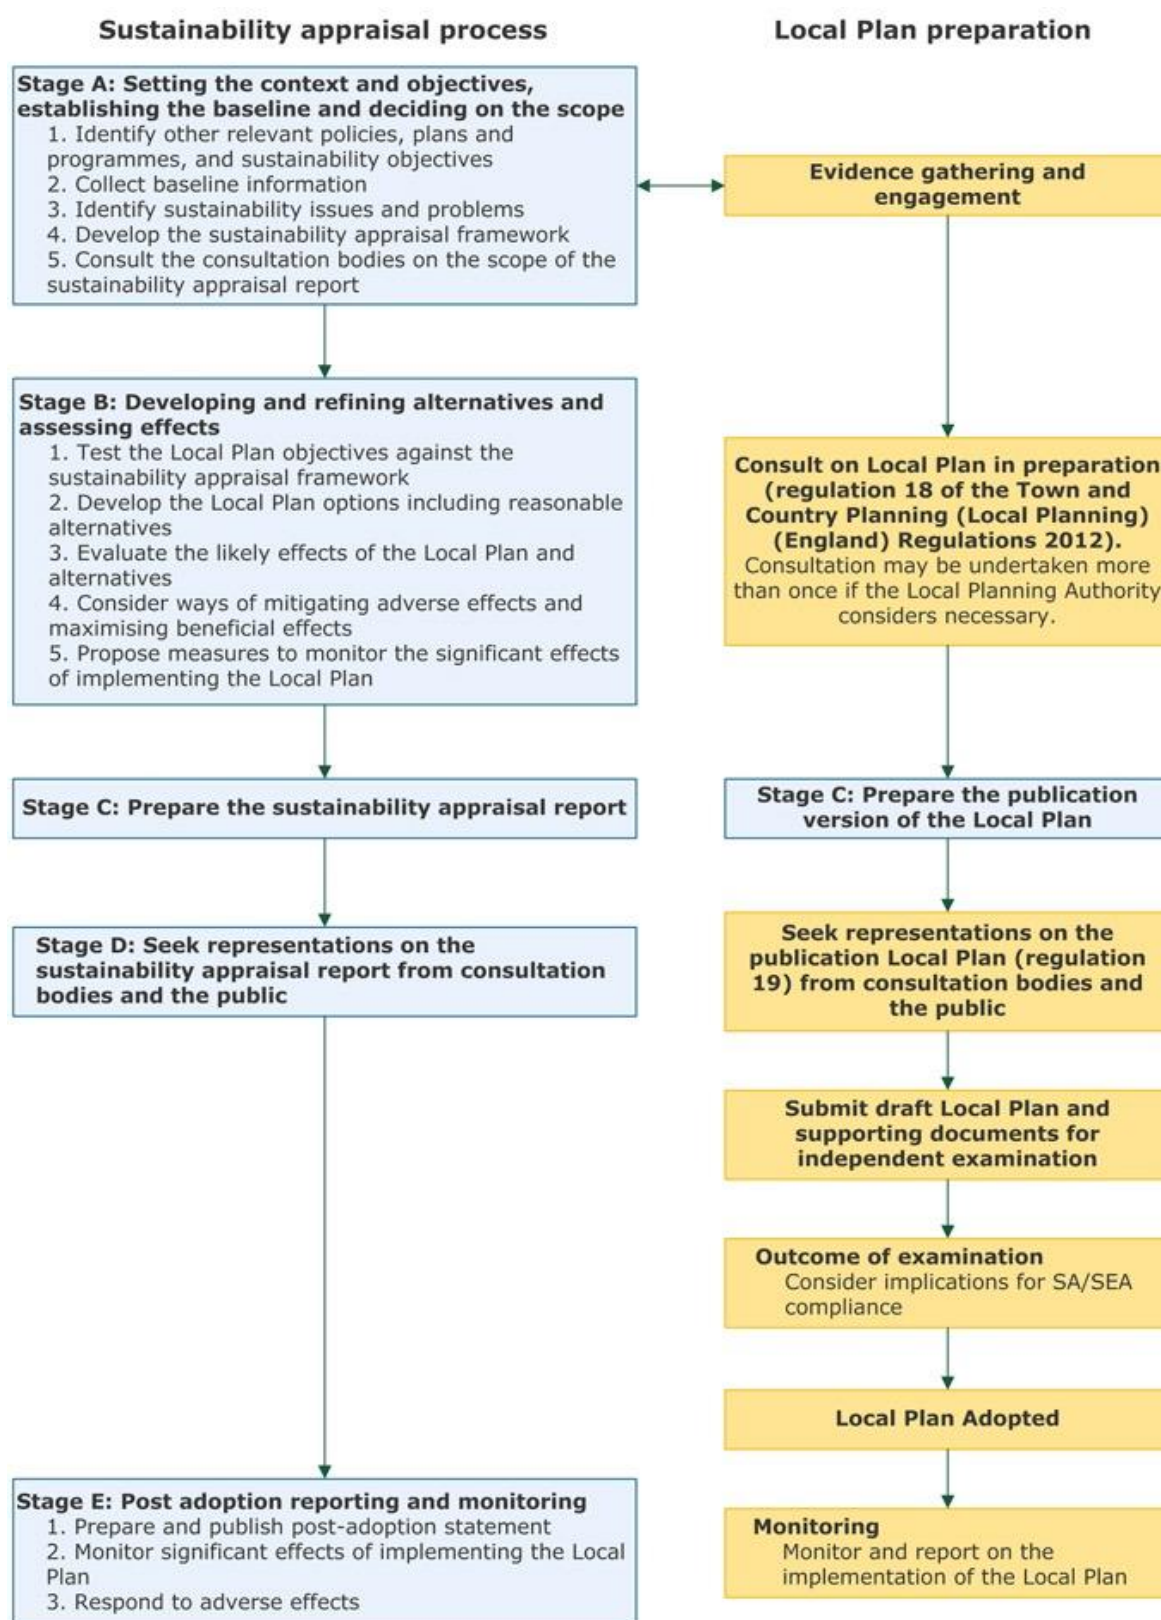 Sustainability appraisal process
Local Plan preparation
Stage A: Setting the context and objectives,
establishing the baseline and deciding on the scope
1. Identify other relevant policies, plans and
programmes, and sustainability objectives
2. Collect baseline information
3. Identify sustainability issues and problems
4. Develop the sustainability appraisal framework
5. Consult the consultation bodies on the scope of the
sustainability appraisal report
Evidence gathering and
engagement
Stage B: Developing and refining alternatives and
assessing effects
1. Test the Local Plan objectives against the
sustainability appraisal framework
2. Develop the Local Plan options including reasonable
alternatives
3. Evaluate the likely effects of the Local Plan and
alternatives
4. Consider ways of mitigating adverse effects and
maximising beneficial effects
5. Propose measures to monitor the significant effects
of implementing the Local Plan
Consult on Local Plan in preparation
(regulation 18 of the Town and
Country Planning (Local Planning)
(England) Regulations 2012).
Consultation may be undertaken more
than once if the Local Planning Authority
considers necessary.
Stage C: Prepare the sustainability appraisal report
Stage C: Prepare the publication
version of the Local Plan
Stage D: Seek representations on the
sustainability appraisal report from consultation
bodies and the public
Seek representations on the
publication Local Plan (regulation
19) from consultation bodies and
the public
Submit draft Local Plan and
supporting documents for
independent examination
Outcome of examination
Consider implications for SA/SEA
compliance
Local Plan Adopted
Stage E: Post adoption reporting and monitoring
1. Prepare and publish post-adoption statement
2. Monitor significant effects of implementing the Local
Plan
3. Respond to adverse effects
Monitoring
Monitor and report on the
implementation of the Local Plan